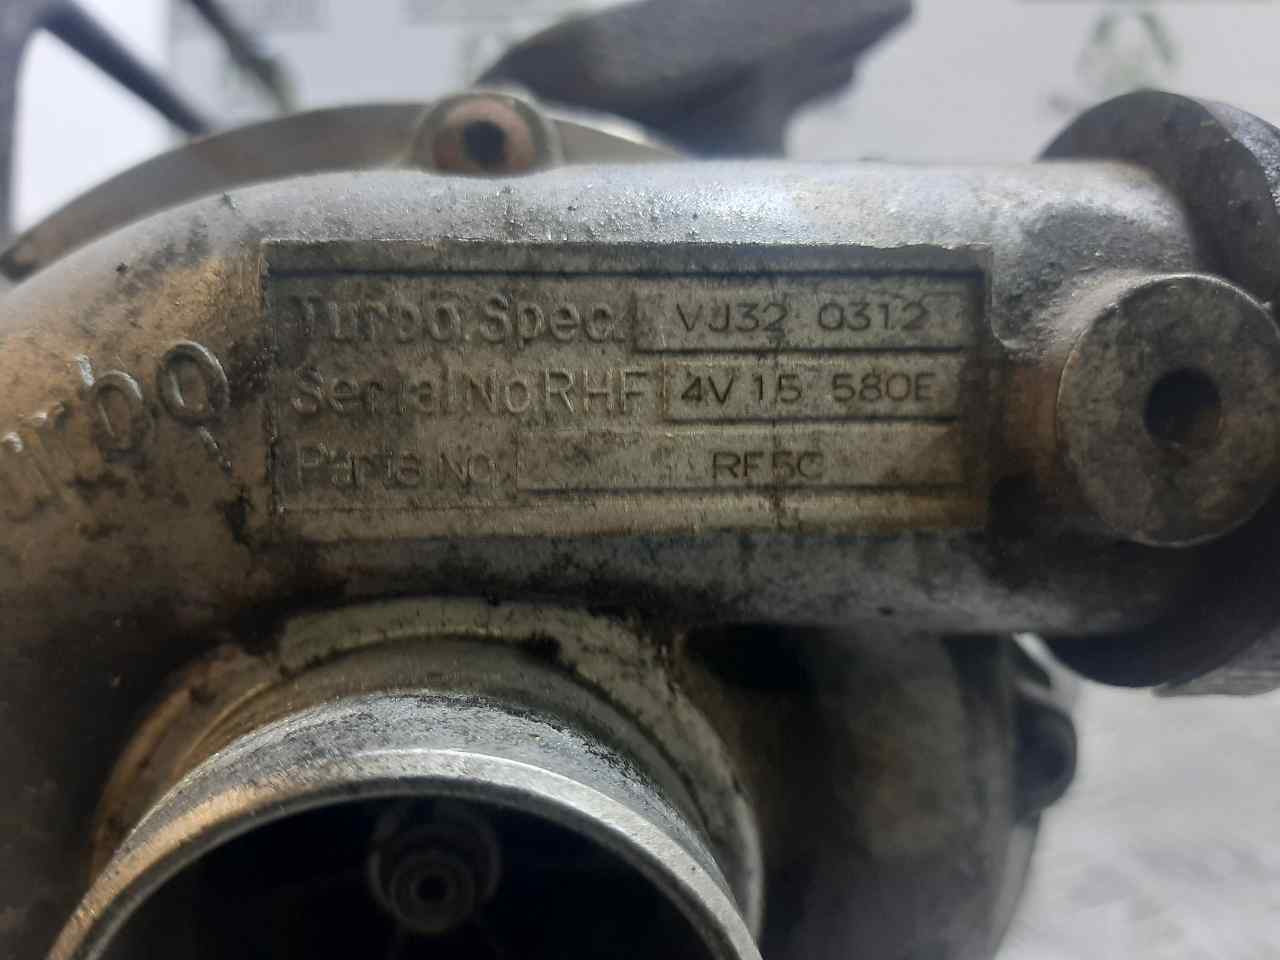 Turbo.Spec. VJ32 0312
Serial No RHF 4V 15 580E
Parts No. RF5C